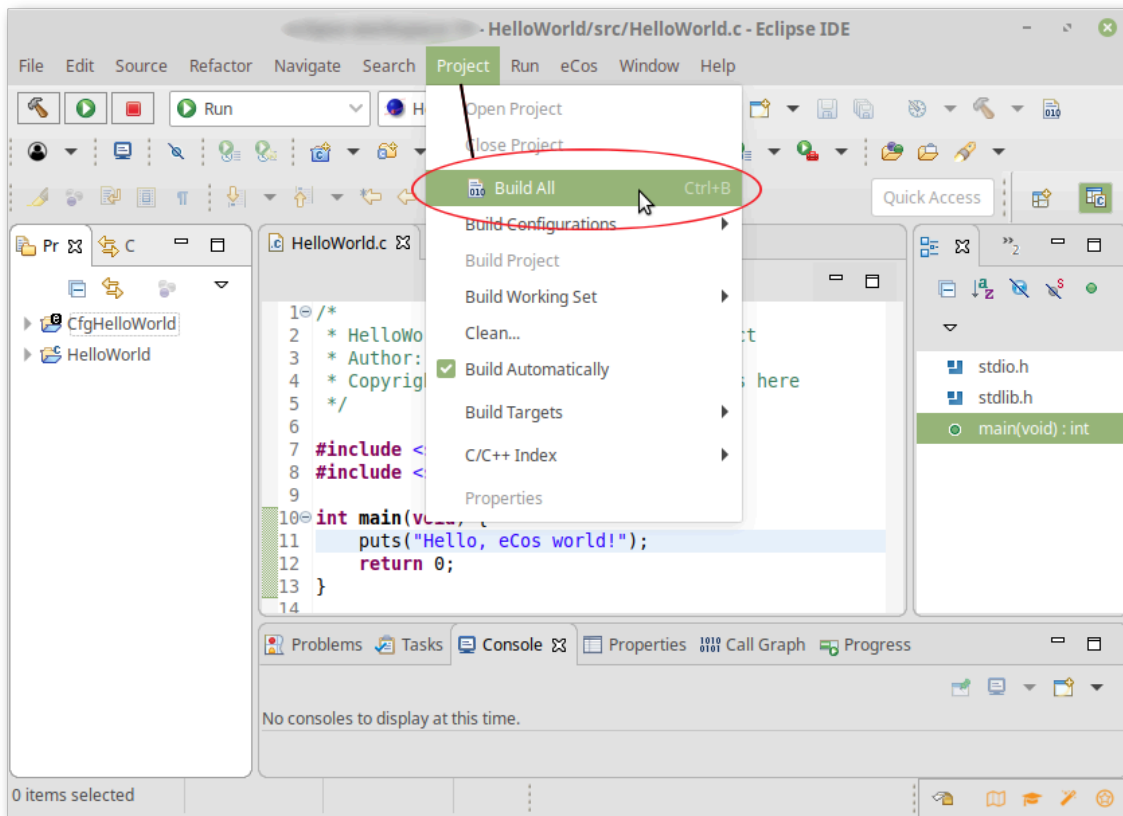 - HelloWorld/src/HelloWorld.c - Eclipse IDE
File Edit Source Refactor Navigate Search Project Run eCos Window Help
Run
Open Project
Close Project
Build All Ctrl+B
Quick Access
Build Configurations
Build Project
Build Working Set
Clean...
Build Automatically
Build Targets
C/C++ Index
Properties
Pr C
CfgHelloWorld
HelloWorld
HelloWorld.c
1 /*
2 * HelloWo ct
3 * Author:
4 * Copyrig s here
5 */
6
7 #include <s
8 #include <s
9
10 int main(void) {
11 puts("Hello, eCos world!");
12 return 0;
13 }
14
2
stdio.h
stdlib.h
main(void) : int
Problems Tasks Console Properties Call Graph Progress
No consoles to display at this time.
0 items selected